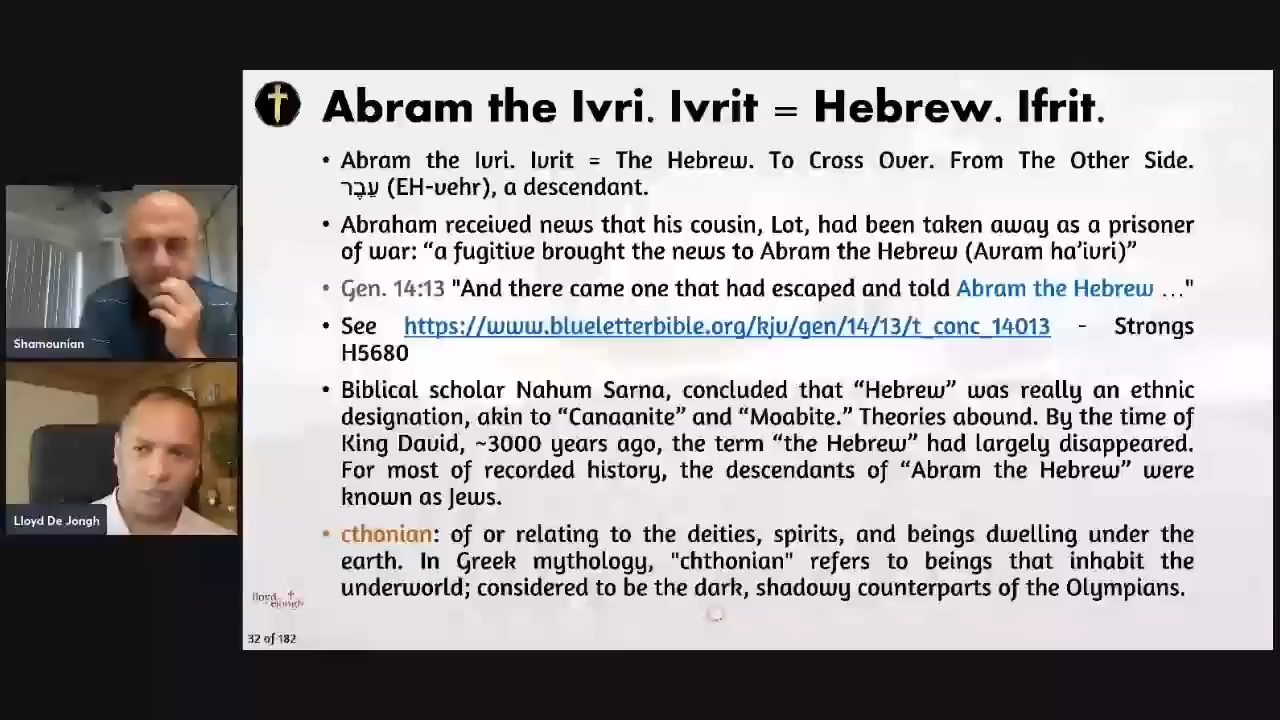 Abram the Ivri. Ivrit = Hebrew. Ifrit.
• Abram the Ivri. Ivrit = The Hebrew. To Cross Over. From The Other Side.
עֵבֶר (EH-vehr), a descendant.
• Abraham received news that his cousin, Lot, had been taken away as a prisoner
of war: “a fugitive brought the news to Abram the Hebrew (Avram ha’ivri)”
• Gen. 14:13 "And there came one that had escaped and told Abram the Hebrew …"
• See https://www.blueletterbible.org/kjv/gen/14/13/t_conc_14013 - Strongs
H5680
• Biblical scholar Nahum Sarna, concluded that “Hebrew” was really an ethnic
designation, akin to “Canaanite” and “Moabite.” Theories abound. By the time of
King David, ~3000 years ago, the term “the Hebrew” had largely disappeared.
For most of recorded history, the descendants of “Abram the Hebrew” were
known as Jews.
• cthonian: of or relating to the deities, spirits, and beings dwelling under the
earth. In Greek mythology, "chthonian" refers to beings that inhabit the
underworld; considered to be the dark, shadowy counterparts of the Olympians.
32 of 182
Shamounian
Lloyd De Jongh